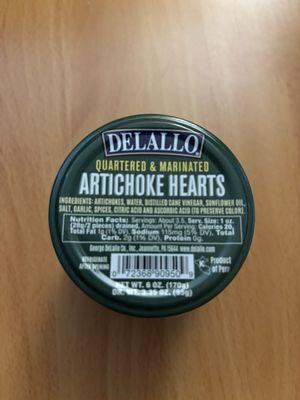 DELALLO
QUARTERED & MARINATED
ARTICHOKE HEARTS
INGREDIENTS: ARTICHOKES, WATER, DISTILLED CANE VINEGAR, SUNFLOWER OIL,
SALT, GARLIC, SPICES, CITRIC ACID AND ASCORBIC ACID (TO PRESERVE COLOR).
Nutrition Facts: Servings: About 3.5, Serv. Size: 1 oz.
(28g/2 pieces) drained, Amount Per Serving: Calories 20,
Total Fat 1g (1% DV), Sodium 115mg (5% DV), Total
Carb. 2g (1% DV), Protein 0g.
George DeLallo Co., Inc., Jeannette, PA 15644 www.delallo.com
REFRIGERATE
AFTER OPENING
0 72368 90950 9
K
Product
of Peru
NET WT. 6 OZ. (170g)
DR. WT. 3.35 OZ. (95g)